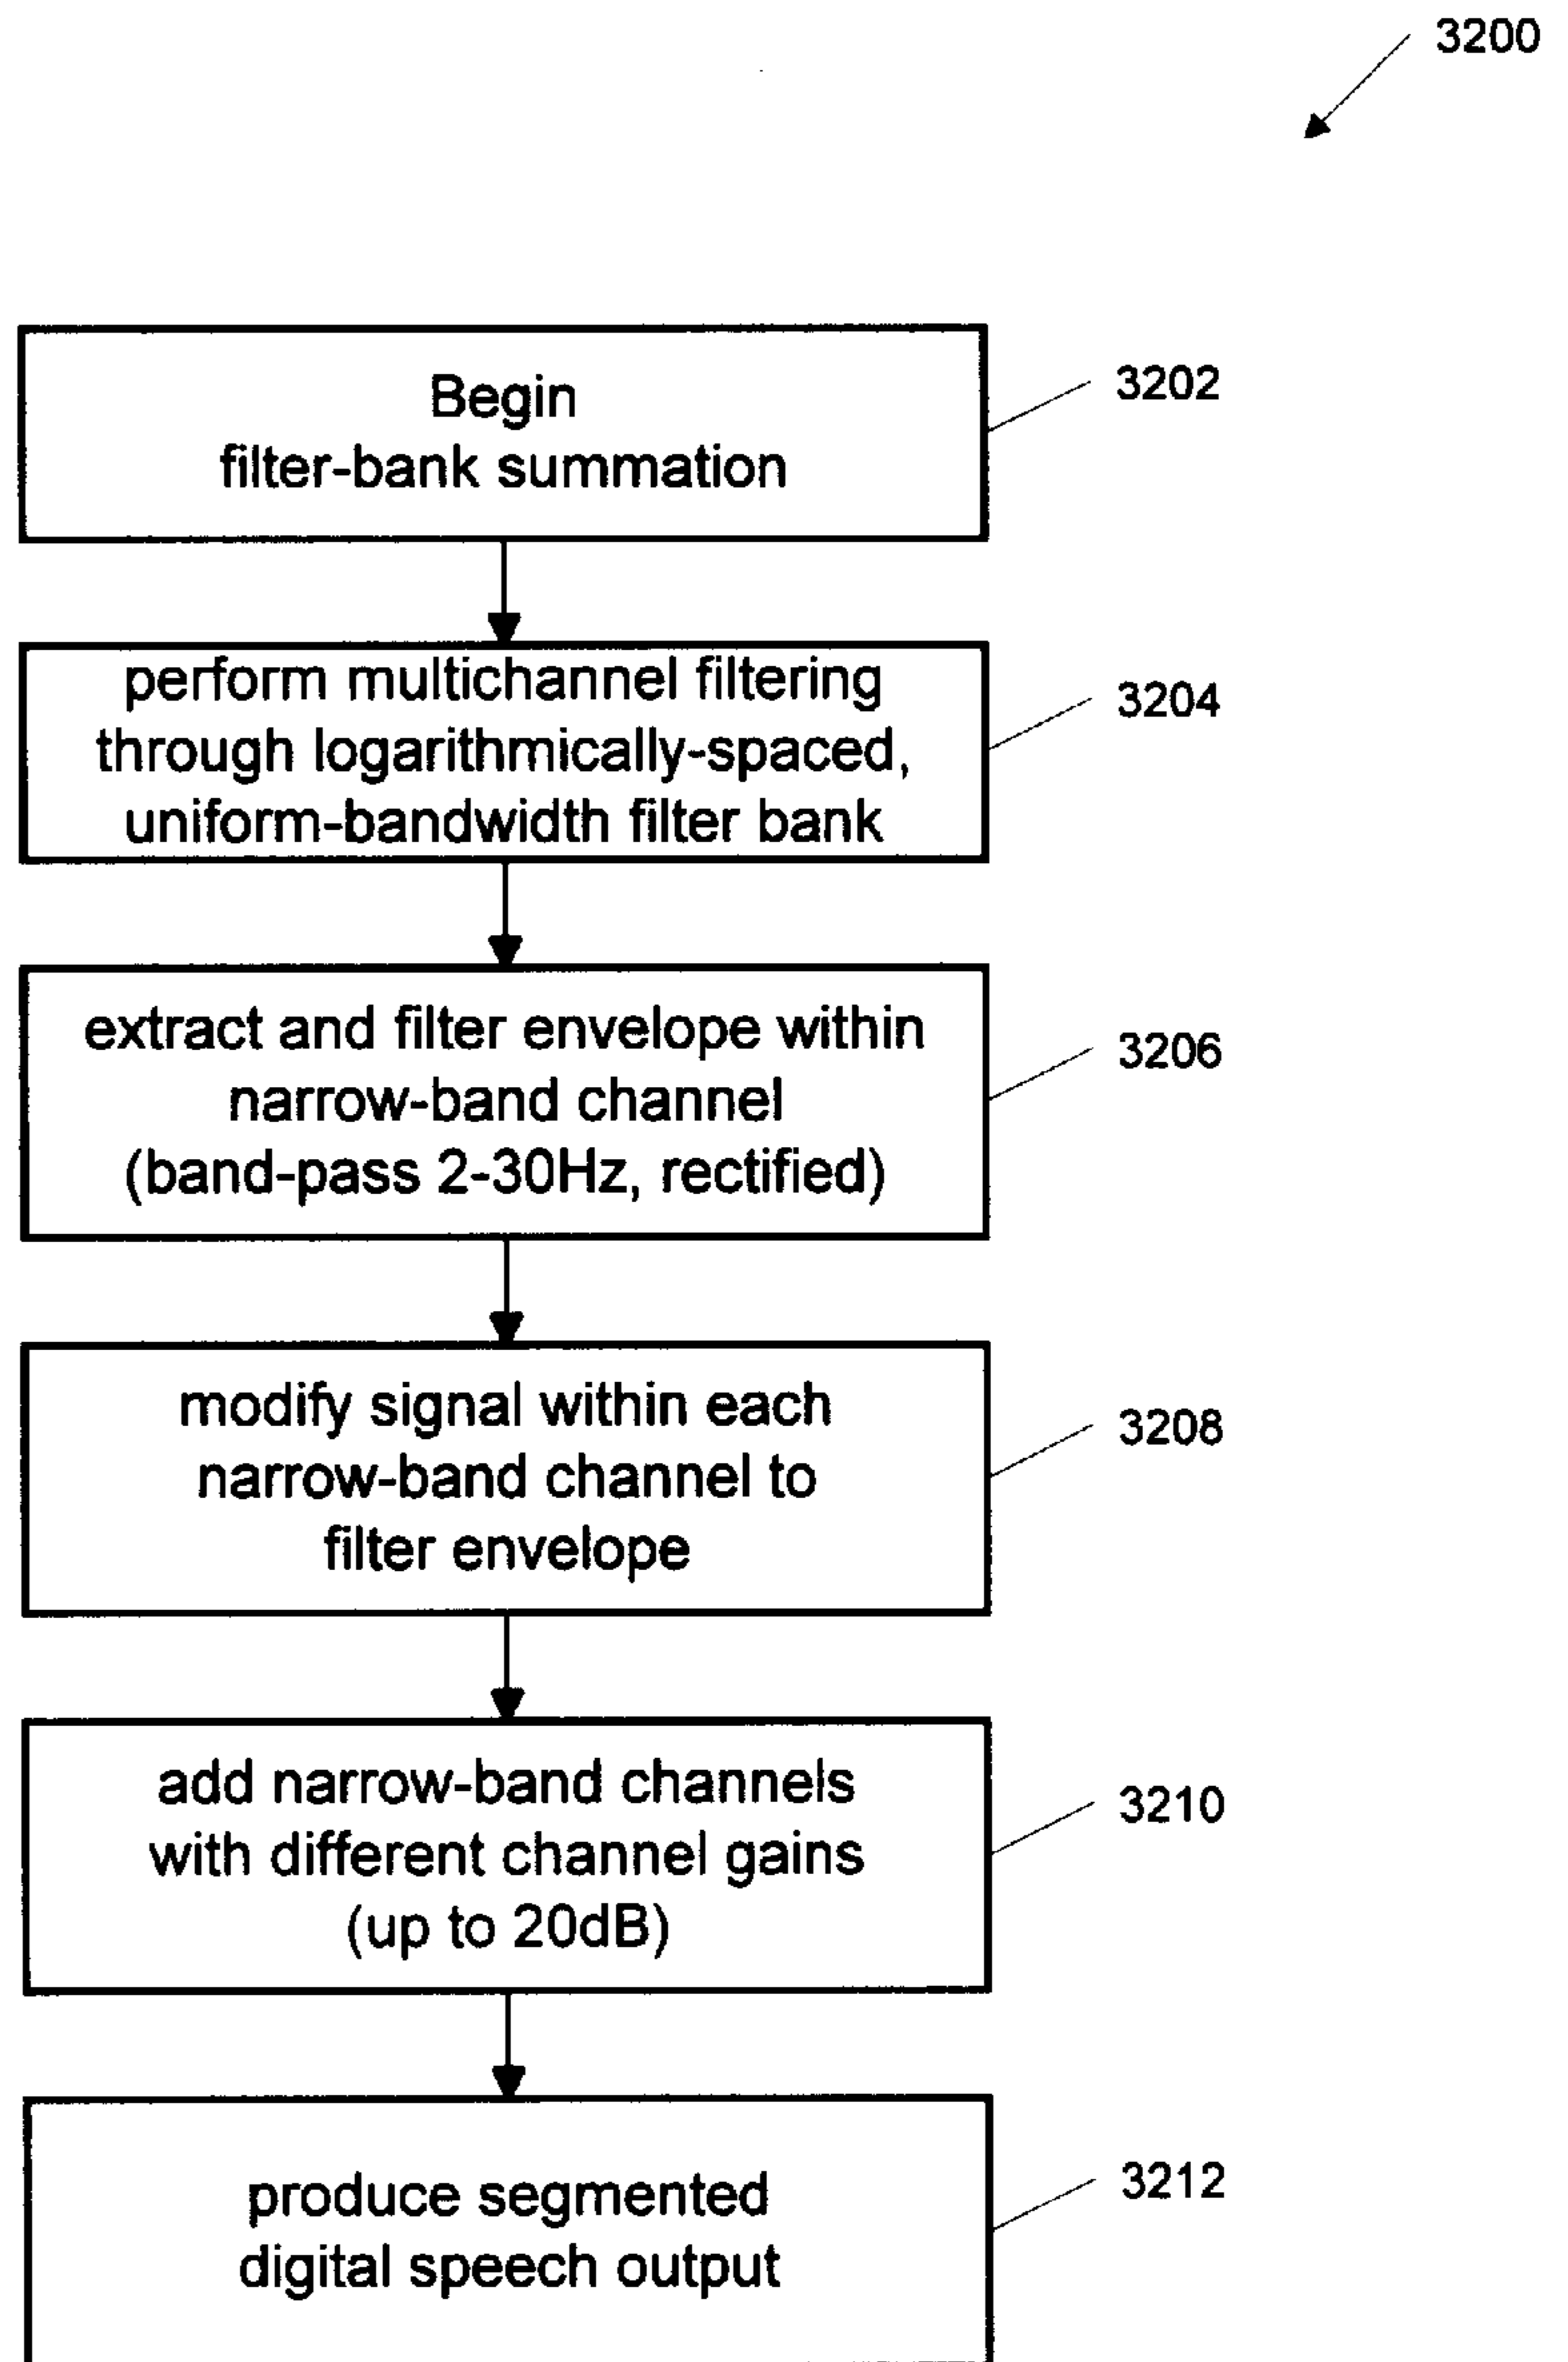 3200
Begin
filter-bank summation
3202
perform multichannel filtering
through logarithmically-spaced,
uniform-bandwidth filter bank
3204
extract and filter envelope within
narrow-band channel
(band-pass 2-30Hz, rectified)
3206
modify signal within each
narrow-band channel to
filter envelope
3208
add narrow-band channels
with different channel gains
(up to 20dB)
3210
produce segmented
digital speech output
3212